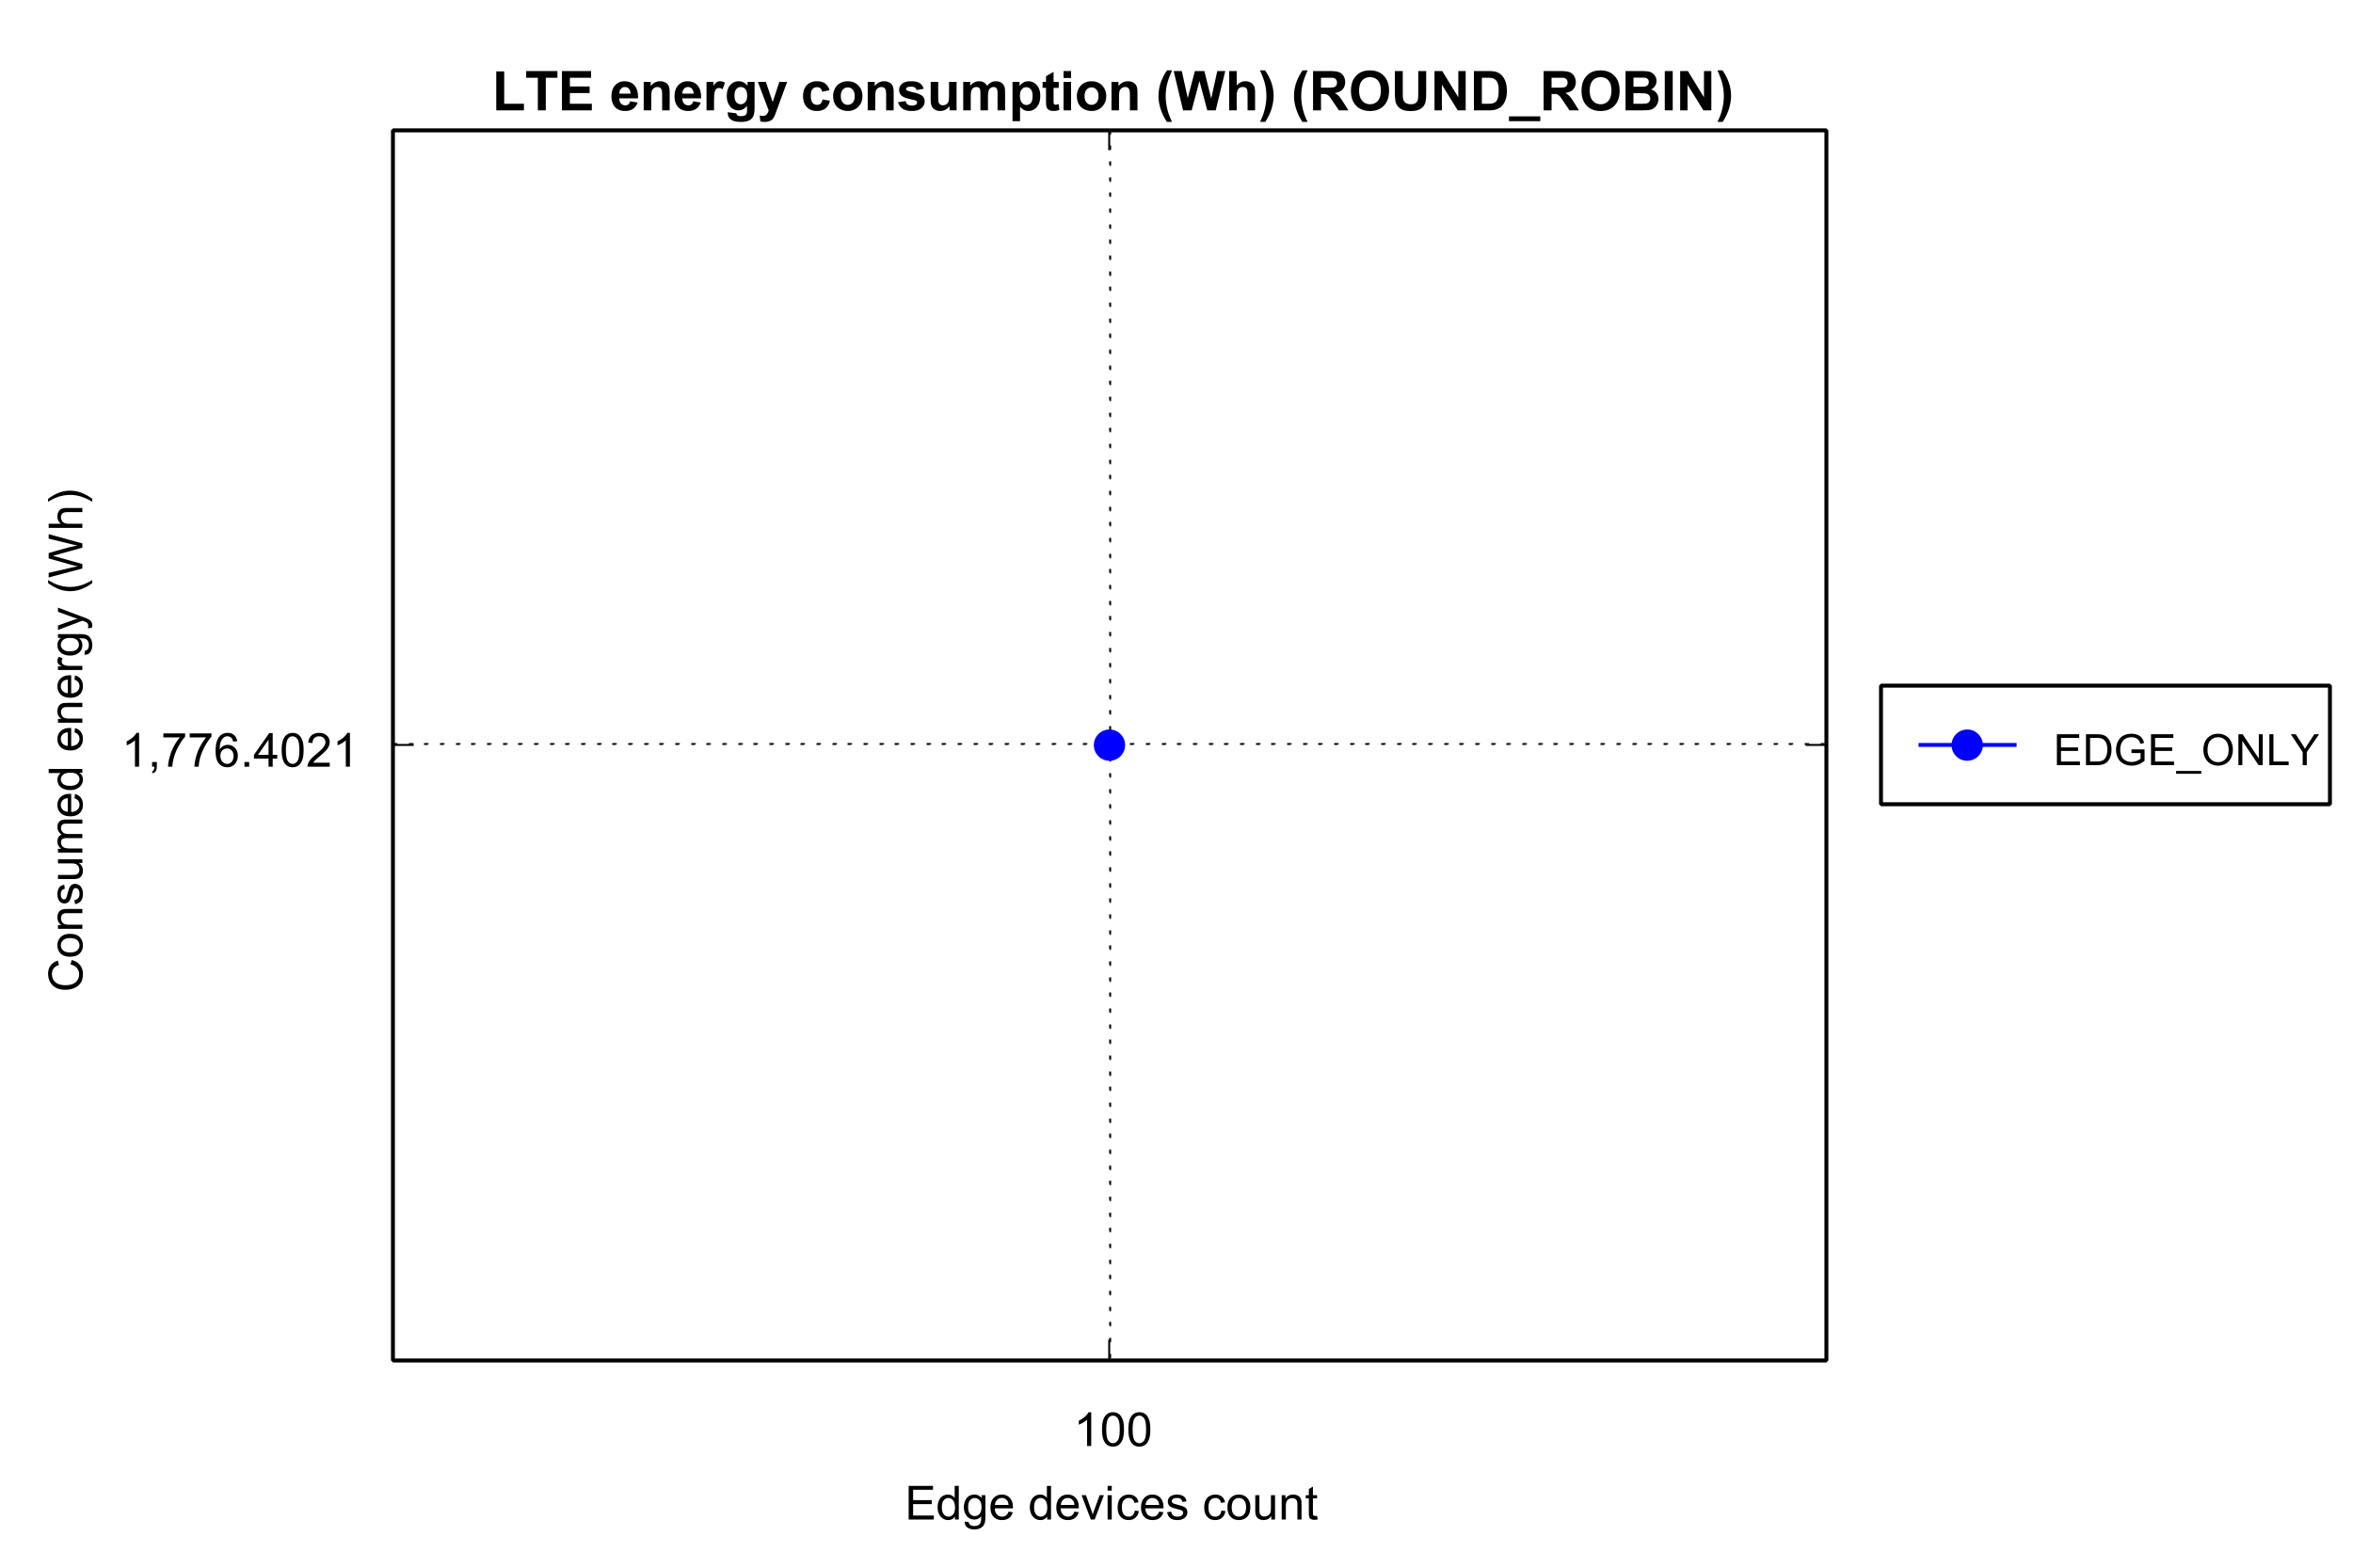 LTE energy consumption (Wh) (ROUND_ROBIN)
Consumed energy (Wh)
1,776.4021
EDGE_ONLY
100
Edge devices count